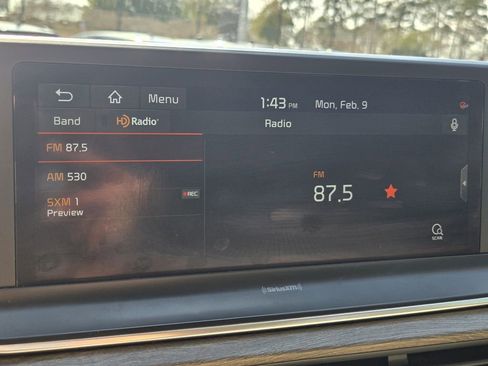 Menu
1:43 PM
Mon, Feb. 9
Band
HD Radio
Radio
FM 87.5
AM 530
SXM 1
Preview
REC
FM
87.5
SCAN
SiriusXM